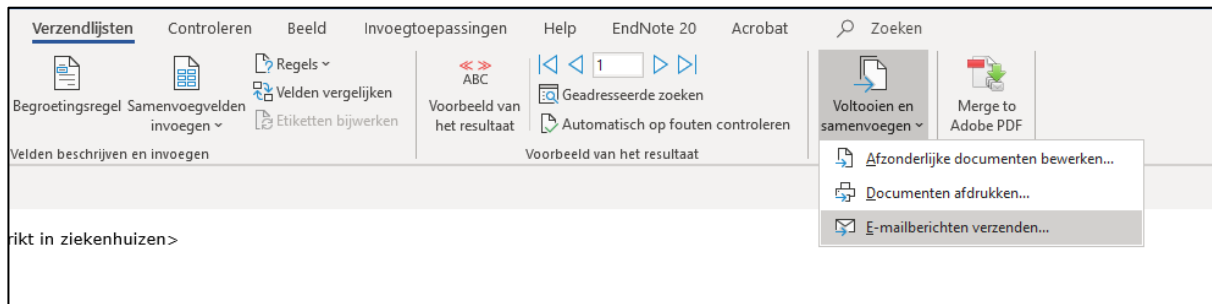 Verzendlijsten Controleren Beeld Invoegtoepassingen Help EndNote 20 Acrobat Zoeken
Begroetingsregel
Samenvoegvelden
invoegen
Regels
Velden vergelijken
Etiketten bijwerken
Velden beschrijven en invoegen
ABC
Voorbeeld van
het resultaat
1
Geadresseerde zoeken
Automatisch op fouten controleren
Voorbeeld van het resultaat
Voltooien en
samenvoegen
Merge to
Adobe PDF
Afzonderlijke documenten bewerken...
Documenten afdrukken...
E-mailberichten verzenden...
rikt in ziekenhuizen>